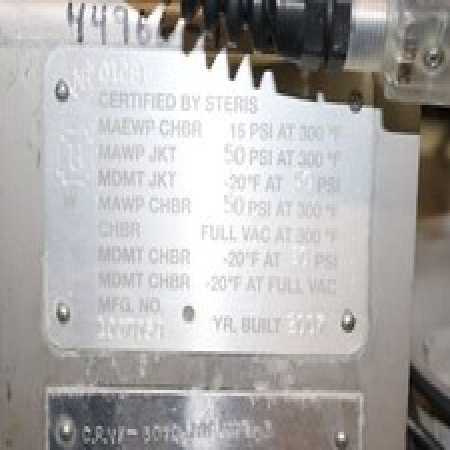 CERTIFIED BY STERIS
MAEWP CHBR 15 PSI AT 300 °F
MAWP JKT 50 PSI AT 300 °F
MDMT JKT -20°F AT 50 PSI
MAWP CHBR 50 PSI AT 300 °F
CHBR FULL VAC AT 300 °F
MDMT CHBR -20°F AT PSI
MDMT CHBR -20°F AT FULL VAC
MFG. NO. YR. BUILT